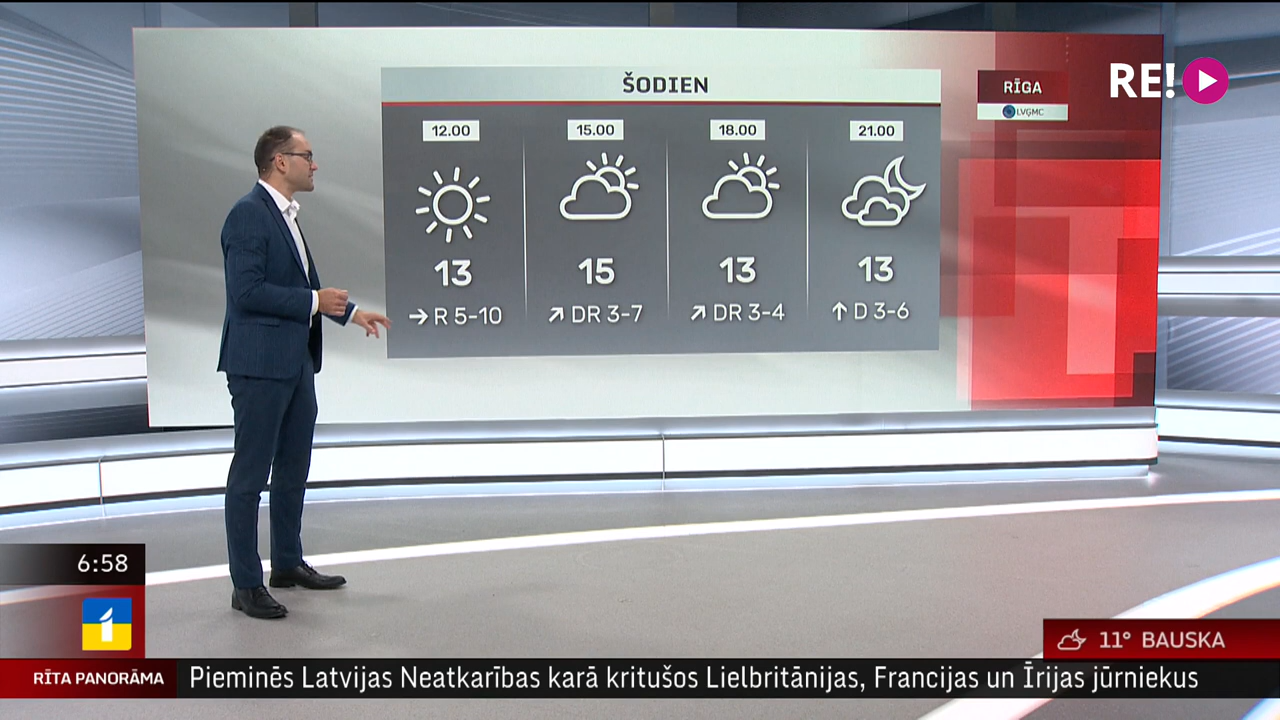 ŠODIEN
RĪGA
LVĢMC
RE!
12.00
15.00
18.00
21.00
13
15
13
13
→ R 5-10
↗ DR 3-7
↗ DR 3-4
↑ D 3-6
6:58
1
11° BAUSKA
RĪTA PANORĀMA
Pieminēs Latvijas Neatkarības karā kritušos Lielbritānijas, Francijas un Īrijas jūrniekus